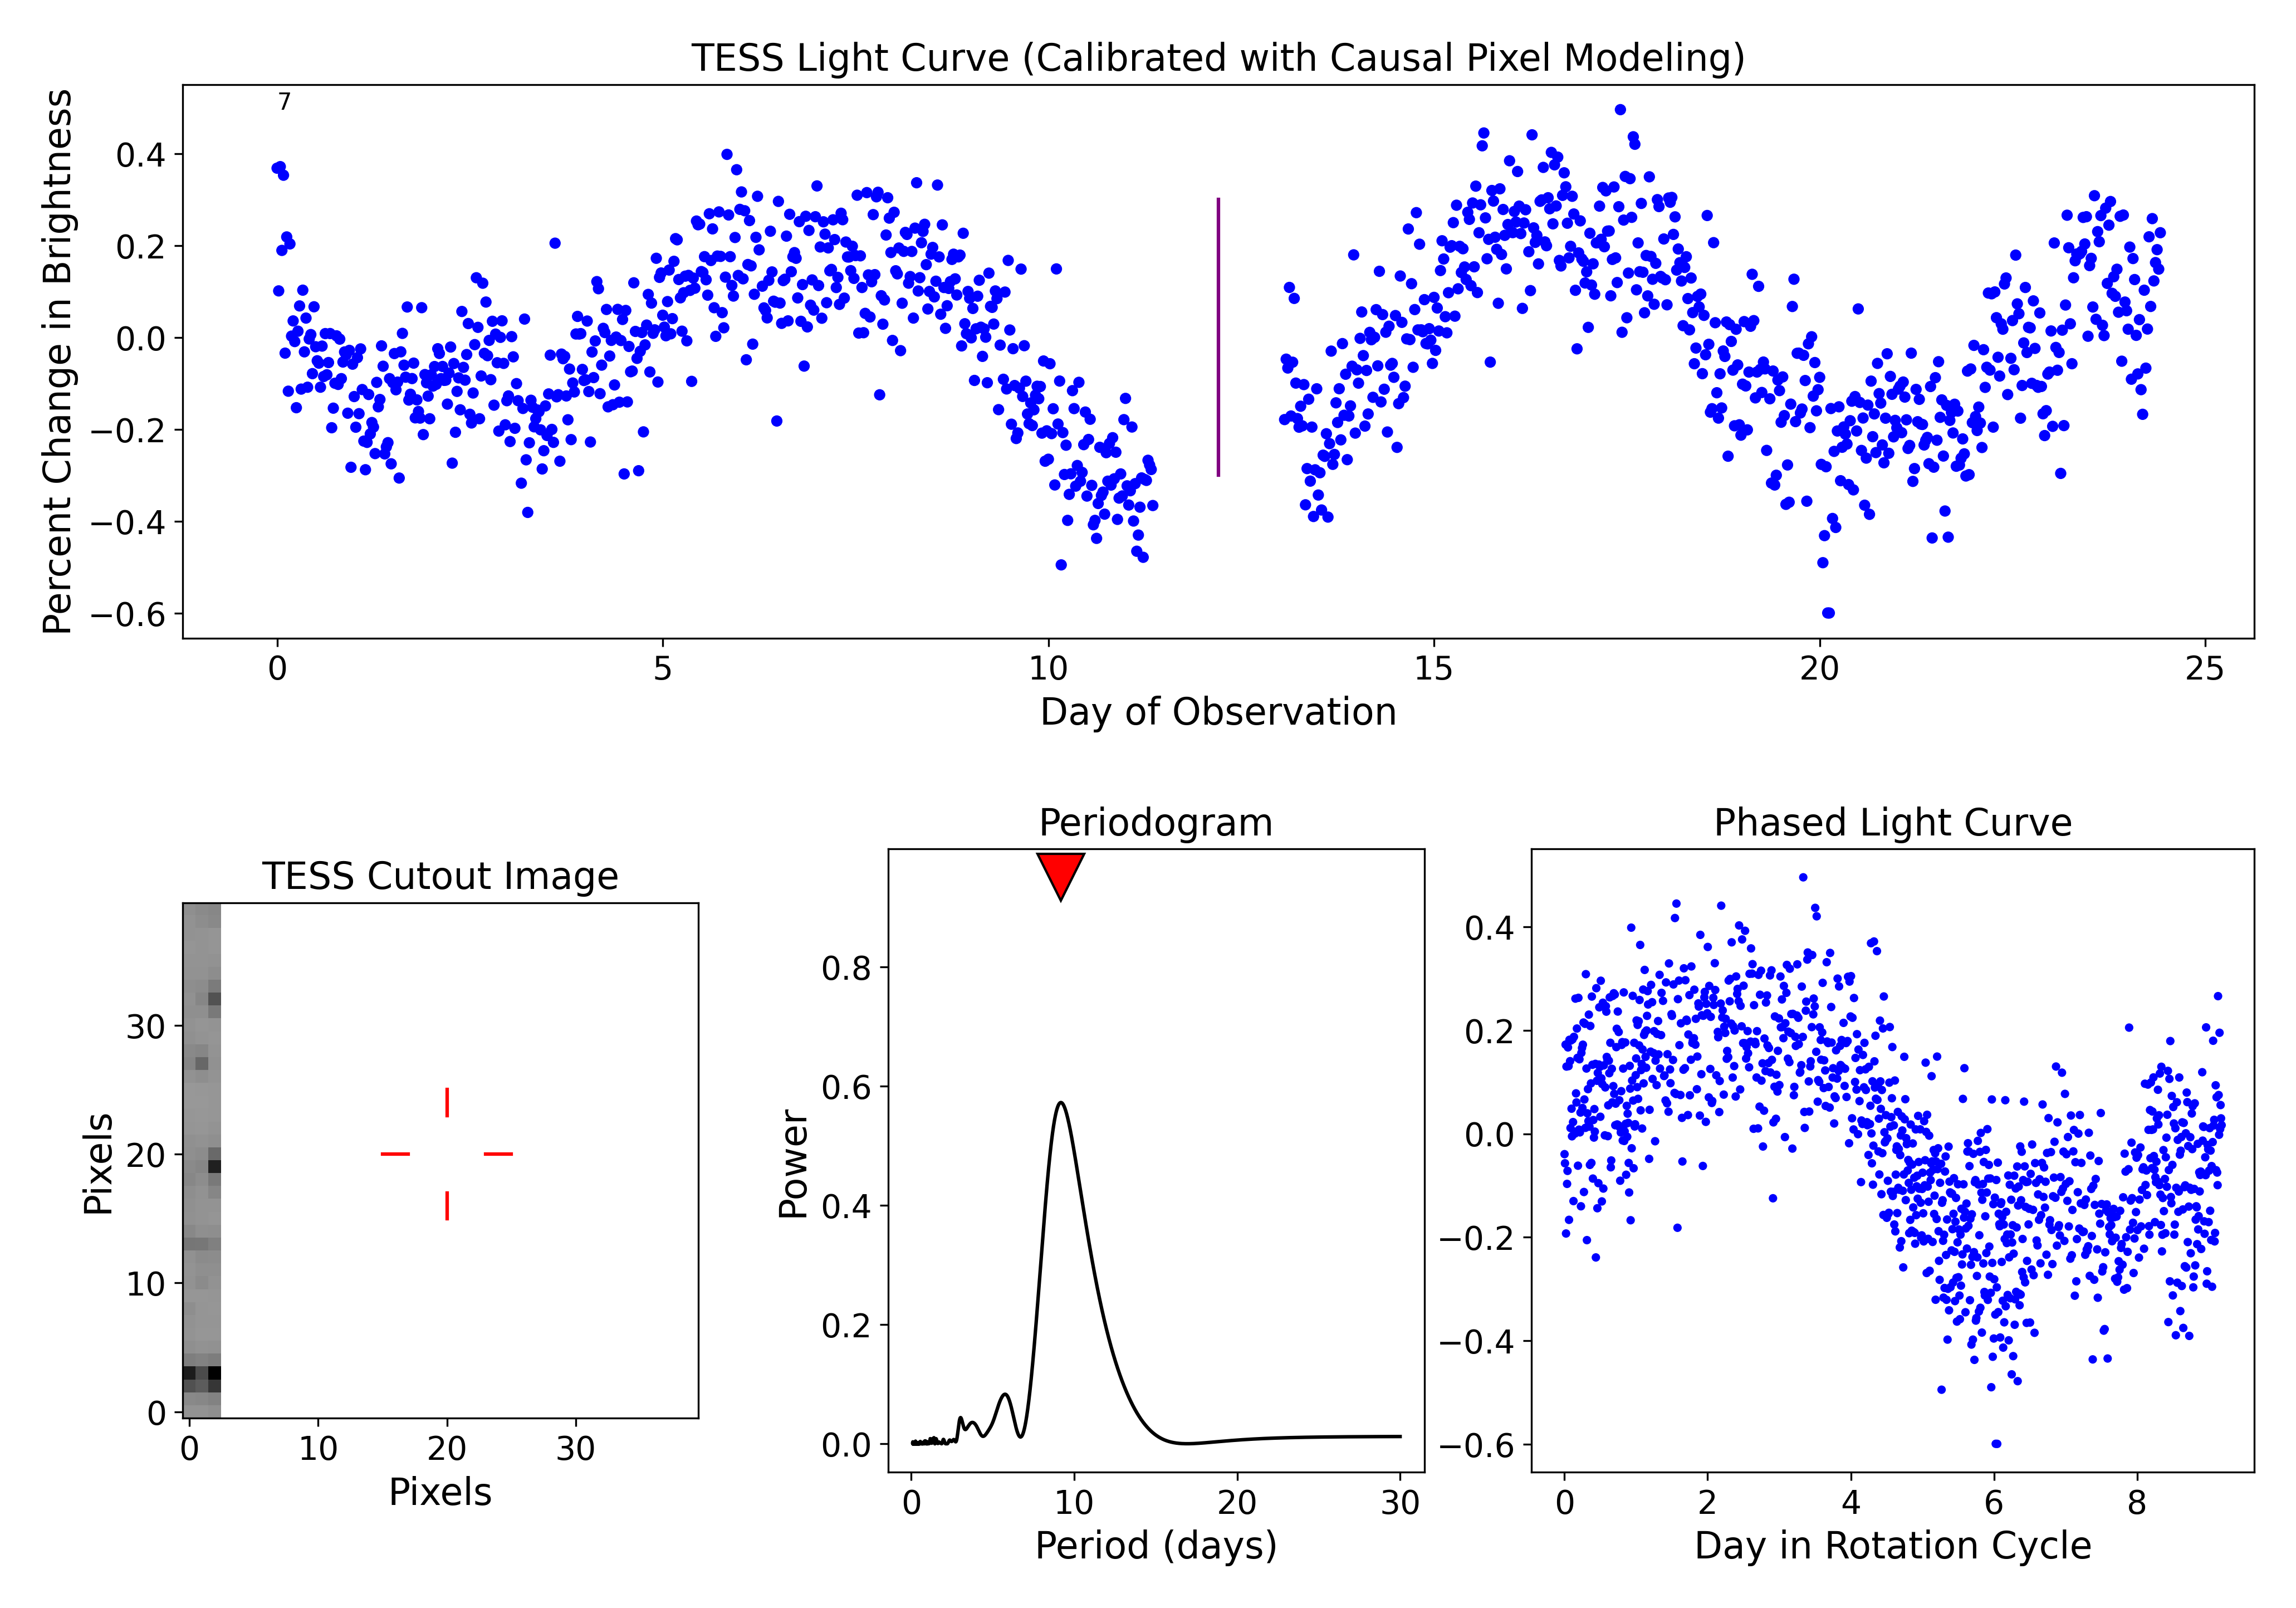 TESS Light Curve (Calibrated with Causal Pixel Modeling)
Percent Change in Brightness
7
0.4
0.2
0.0
−0.2
−0.4
−0.6
0 5 10 15 20 25
Day of Observation
TESS Cutout Image
Pixels
30
20
10
0
0 10 20 30
Pixels
Periodogram
Power
0.8
0.6
0.4
0.2
0.0
0 10 20 30
Period (days)
Phased Light Curve
0.4
0.2
0.0
−0.2
−0.4
−0.6
0 2 4 6 8
Day in Rotation Cycle